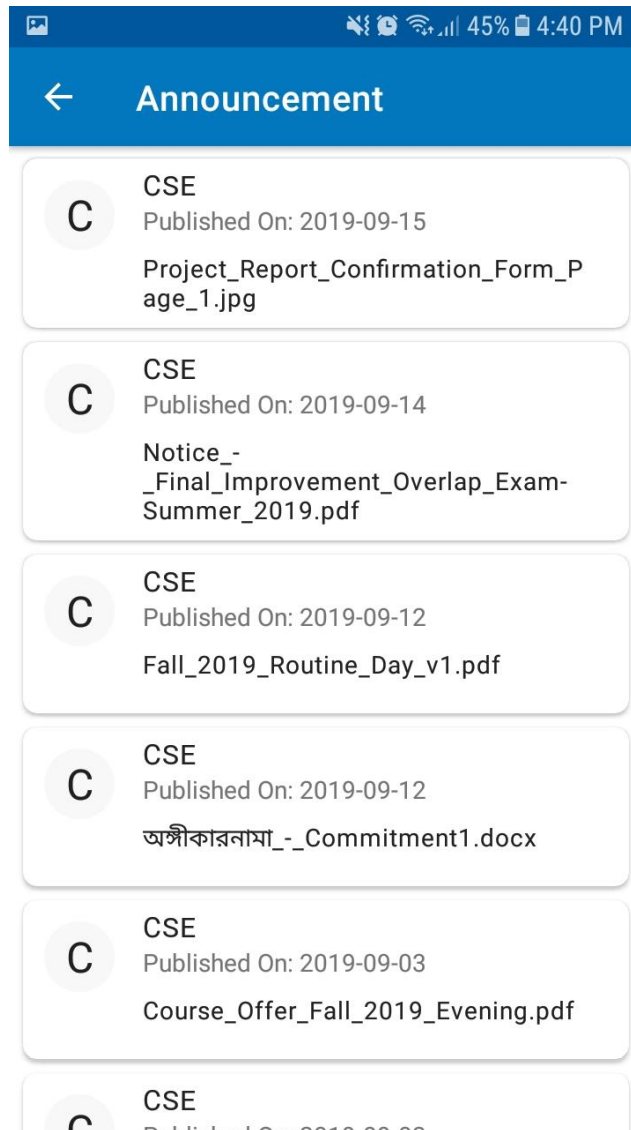 45% 4:40 PM
Announcement
C
CSE
Published On: 2019-09-15
Project_Report_Confirmation_Form_P
age_1.jpg
C
CSE
Published On: 2019-09-14
Notice_-
_Final_Improvement_Overlap_Exam-
Summer_2019.pdf
C
CSE
Published On: 2019-09-12
Fall_2019_Routine_Day_v1.pdf
C
CSE
Published On: 2019-09-12
অঙ্গীকারনামা_-_Commitment1.docx
C
CSE
Published On: 2019-09-03
Course_Offer_Fall_2019_Evening.pdf
C
CSE